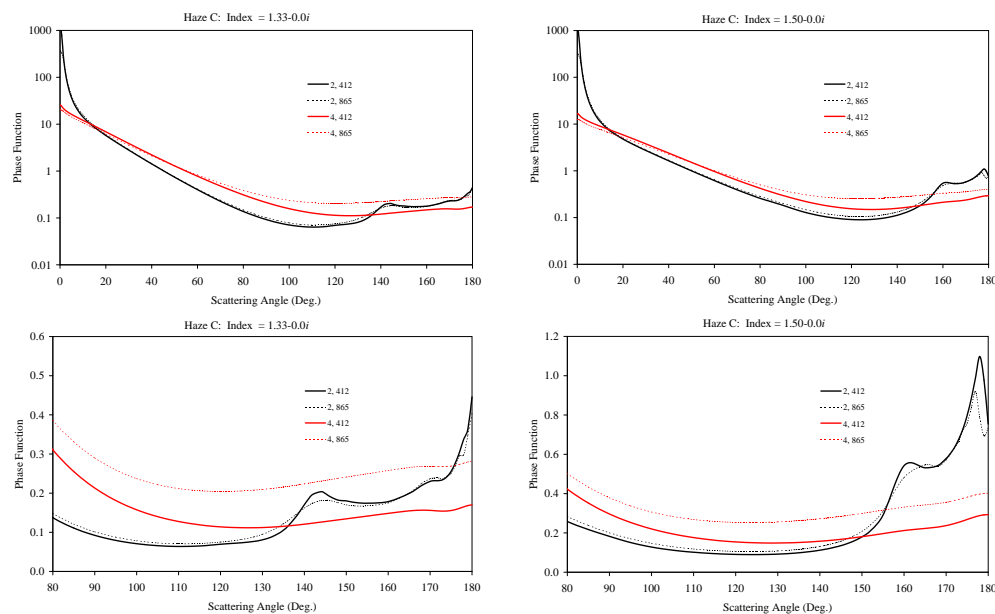 Haze C: Index = 1.33-0.0i
Phase Function
1000
100
10
1
0.1
0.01
2, 412
2, 865
4, 412
4, 865
0 20 40 60 80 100 120 140 160 180
Scattering Angle (Deg.)
Haze C: Index = 1.50-0.0i
Phase Function
1000
100
10
1
0.1
0.01
2, 412
2, 865
4, 412
4, 865
0 20 40 60 80 100 120 140 160 180
Scattering Angle (Deg.)
Haze C: Index = 1.33-0.0i
Phase Function
0.6
0.5
0.4
0.3
0.2
0.1
0.0
2, 412
2, 865
4, 412
4, 865
80 90 100 110 120 130 140 150 160 170 180
Scattering Angle (Deg.)
Haze C: Index = 1.50-0.0i
Phase Function
1.2
1.0
0.8
0.6
0.4
0.2
0.0
2, 412
2, 865
4, 412
4, 865
80 90 100 110 120 130 140 150 160 170 180
Scattering Angle (Deg.)